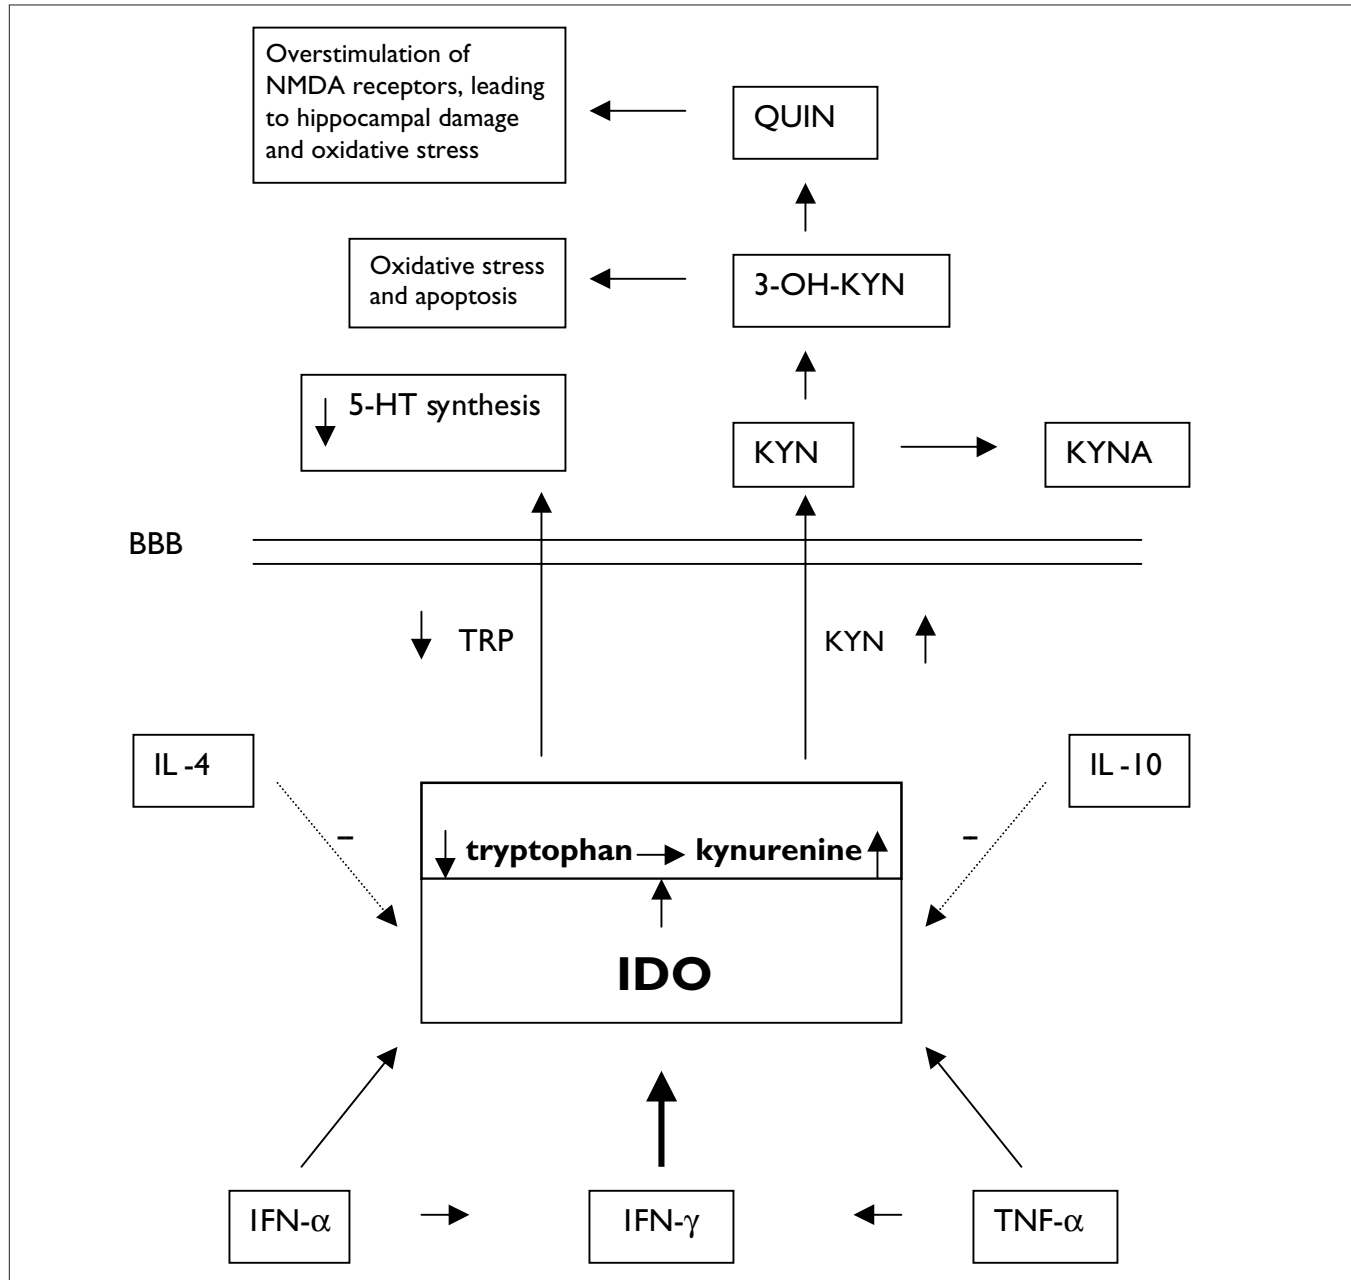 Overstimulation of
NMDA receptors, leading
to hippocampal damage
and oxidative stress
QUIN
Oxidative stress
and apoptosis
3-OH-KYN
5-HT synthesis
KYN
KYNA
BBB
TRP
KYN
IL -4
IL -10
–
–
tryptophan
kynurenine
IDO
IFN-α
IFN-γ
TNF-α